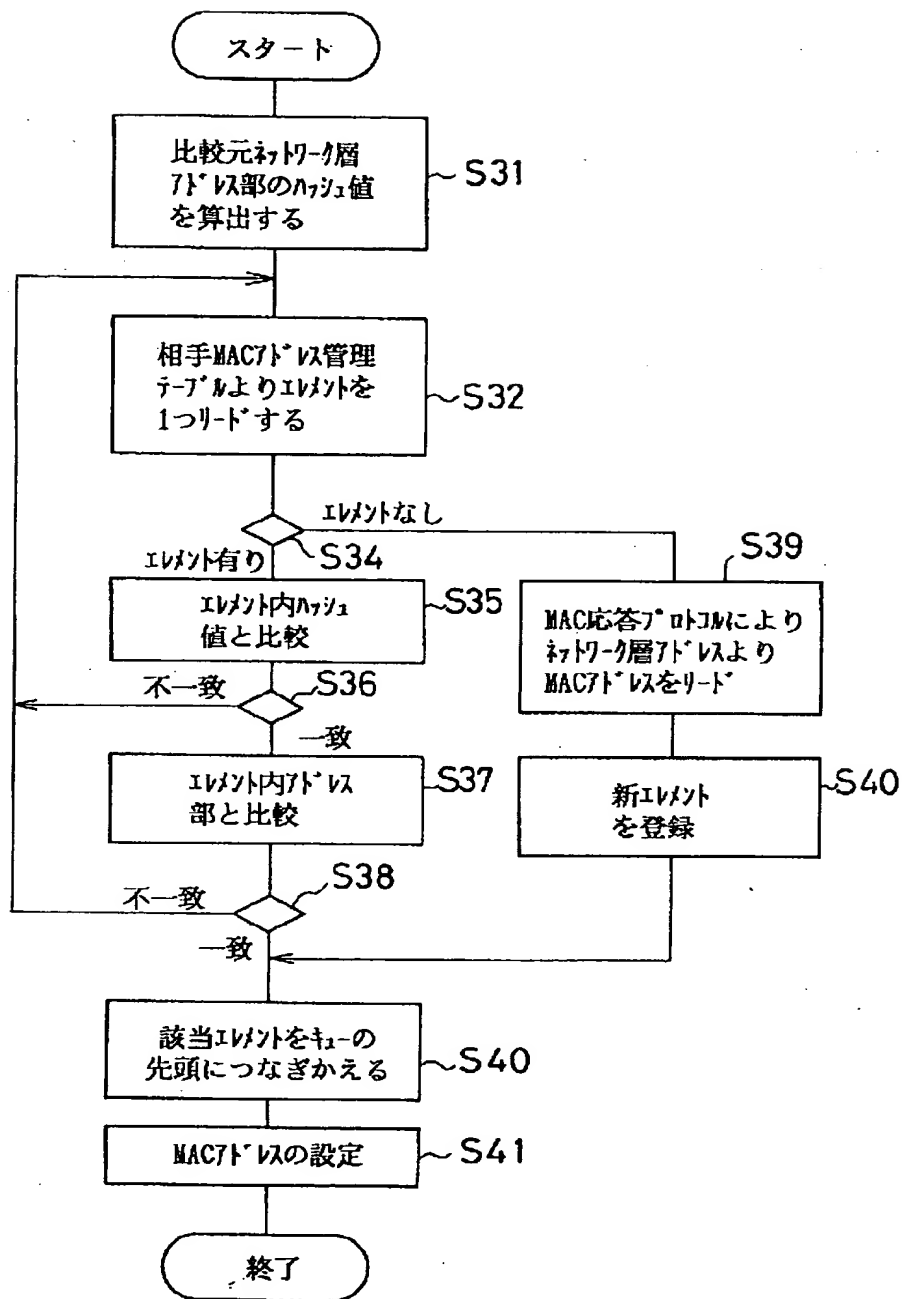 スタート
比較元ネットワーク層
アドレス部のハッシュ値
を算出する
S31
相手MACアドレス管理
テーブルよりエレメントを
1つリードする
S32
エレメントなし
S34
エレメント有り
エレメント内ハッシュ
値と比較
S35
S39
MAC応答プロトコルにより
ネットワーク層アドレスより
MACアドレスをリード
不一致
S36
一致
エレメント内アドレス
部と比較
S37
新エレメント
を登録
S40
不一致
S38
一致
該当エレメントをキューの
先頭につなぎかえる
S40
MACアドレスの設定
S41
終了